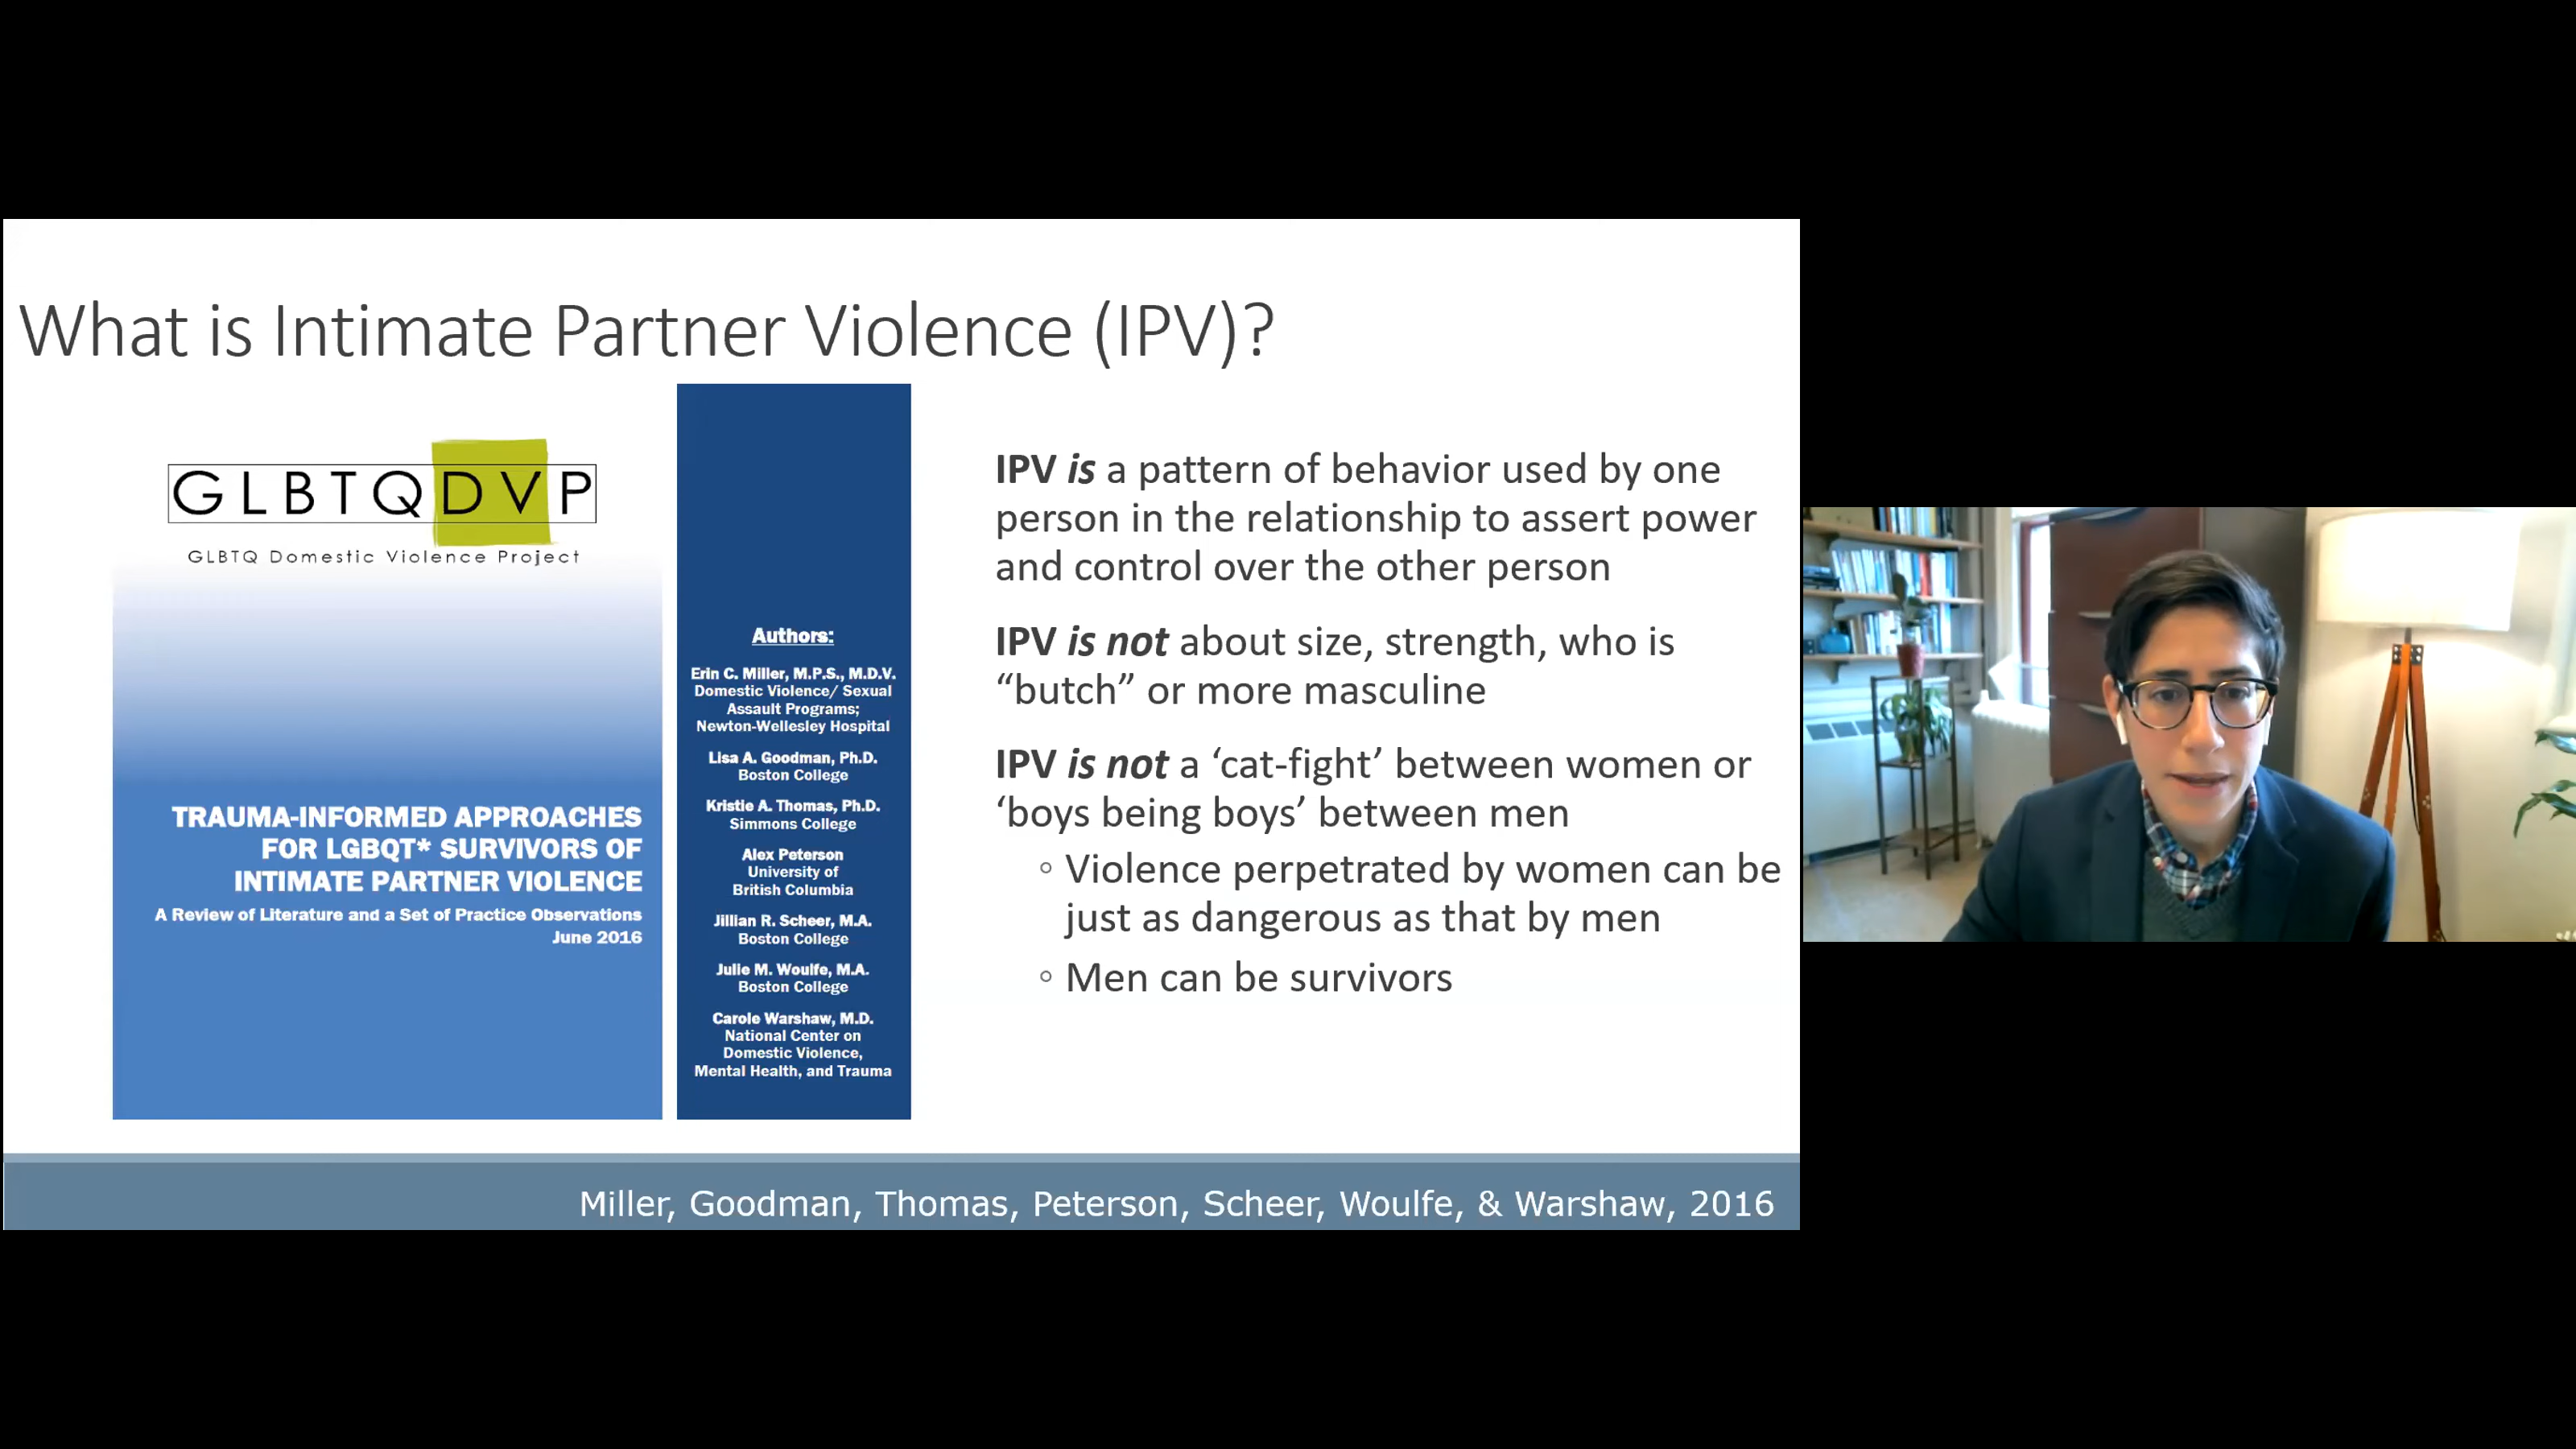 What is Intimate Partner Violence (IPV)?
GLBTQDVP
GLBTQ Domestic Violence Project
TRAUMA-INFORMED APPROACHES
FOR LGBQT* SURVIVORS OF
INTIMATE PARTNER VIOLENCE
A Review of Literature and a Set of Practice Observations
June 2016
Authors:
Erin C. Miller, M.P.S., M.D.V.
Domestic Violence/ Sexual
Assault Programs;
Newton-Wellesley Hospital
Lisa A. Goodman, Ph.D.
Boston College
Kristie A. Thomas, Ph.D.
Simmons College
Alex Peterson
University of
British Columbia
Jillian R. Scheer, M.A.
Boston College
Julie M. Woulfe, M.A.
Boston College
Carole Warshaw, M.D.
National Center on
Domestic Violence,
Mental Health, and Trauma
IPV is a pattern of behavior used by one
person in the relationship to assert power
and control over the other person
IPV is not about size, strength, who is
“butch” or more masculine
IPV is not a ‘cat-fight’ between women or
‘boys being boys’ between men
◦ Violence perpetrated by women can be
just as dangerous as that by men
◦ Men can be survivors
Miller, Goodman, Thomas, Peterson, Scheer, Woulfe, & Warshaw, 2016